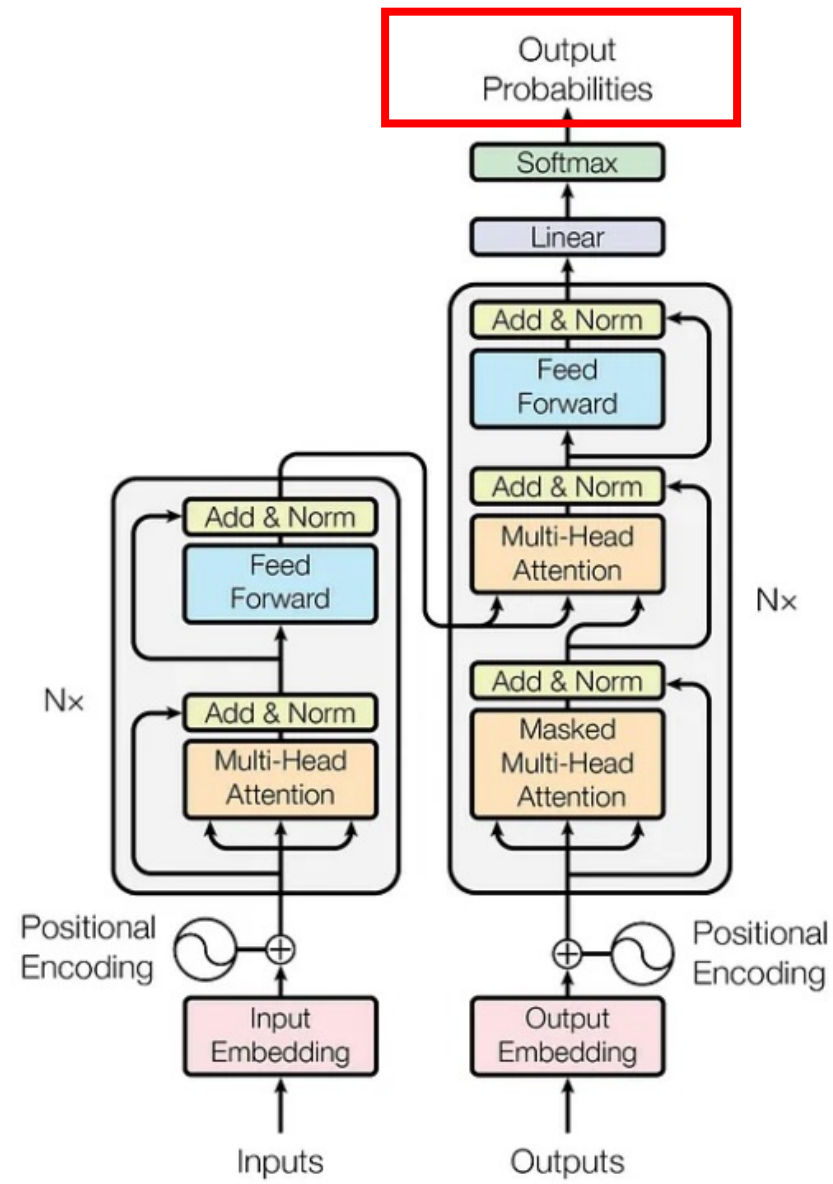 Output
Probabilities
Softmax
Linear
Add & Norm
Feed
Forward
Add & Norm
Multi-Head
Attention
Nx
Add & Norm
Masked
Multi-Head
Attention
Add & Norm
Feed
Forward
Nx
Add & Norm
Multi-Head
Attention
Positional
Encoding
Positional
Encoding
Input
Embedding
Output
Embedding
Inputs
Outputs